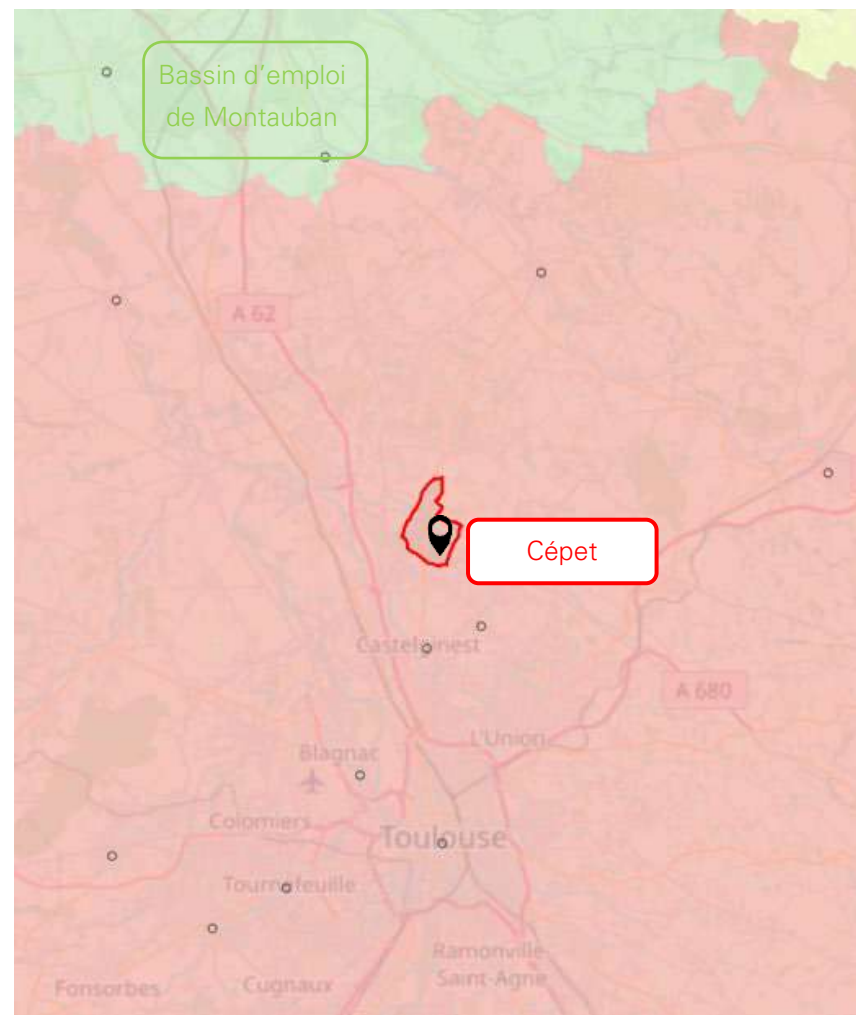 Bassin d'emploi
de Montauban
A 62
Cépet
Castelginest
A 680
L'Union
Blagnac
Colomiers
Toulouse
Tournefeuille
Ramonville-
Saint-Agne
Fonsorbes
Cugnaux